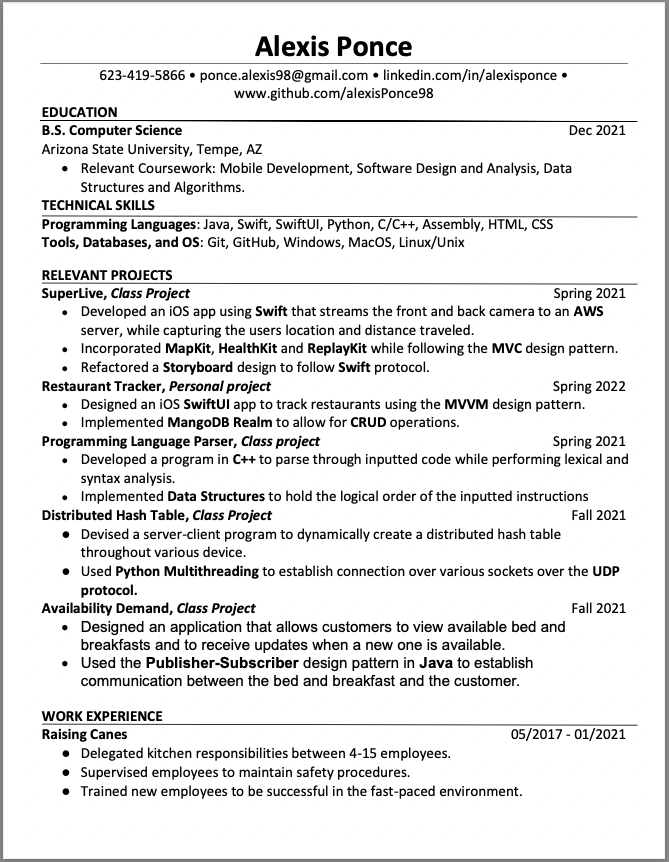 Alexis Ponce
623-419-5866 • ponce.alexis98@gmail.com • linkedin.com/in/alexisponce •
www.github.com/alexisPonce98
EDUCATION
B.S. Computer Science Dec 2021
Arizona State University, Tempe, AZ
• Relevant Coursework: Mobile Development, Software Design and Analysis, Data
Structures and Algorithms.
TECHNICAL SKILLS
Programming Languages: Java, Swift, SwiftUI, Python, C/C++, Assembly, HTML, CSS
Tools, Databases, and OS: Git, GitHub, Windows, MacOS, Linux/Unix
RELEVANT PROJECTS
SuperLive, Class Project Spring 2021
• Developed an iOS app using Swift that streams the front and back camera to an AWS
server, while capturing the users location and distance traveled.
• Incorporated MapKit, HealthKit and ReplayKit while following the MVC design pattern.
• Refactored a Storyboard design to follow Swift protocol.
Restaurant Tracker, Personal project Spring 2022
• Designed an iOS SwiftUI app to track restaurants using the MVVM design pattern.
• Implemented MangoDB Realm to allow for CRUD operations.
Programming Language Parser, Class project Spring 2021
• Developed a program in C++ to parse through inputted code while performing lexical and
syntax analysis.
• Implemented Data Structures to hold the logical order of the inputted instructions
Distributed Hash Table, Class Project Fall 2021
• Devised a server-client program to dynamically create a distributed hash table
throughout various device.
• Used Python Multithreading to establish connection over various sockets over the UDP
protocol.
Availability Demand, Class Project Fall 2021
• Designed an application that allows customers to view available bed and
breakfasts and to receive updates when a new one is available.
• Used the Publisher-Subscriber design pattern in Java to establish
communication between the bed and breakfast and the customer.
WORK EXPERIENCE
Raising Canes 05/2017 - 01/2021
• Delegated kitchen responsibilities between 4-15 employees.
• Supervised employees to maintain safety procedures.
• Trained new employees to be successful in the fast-paced environment.